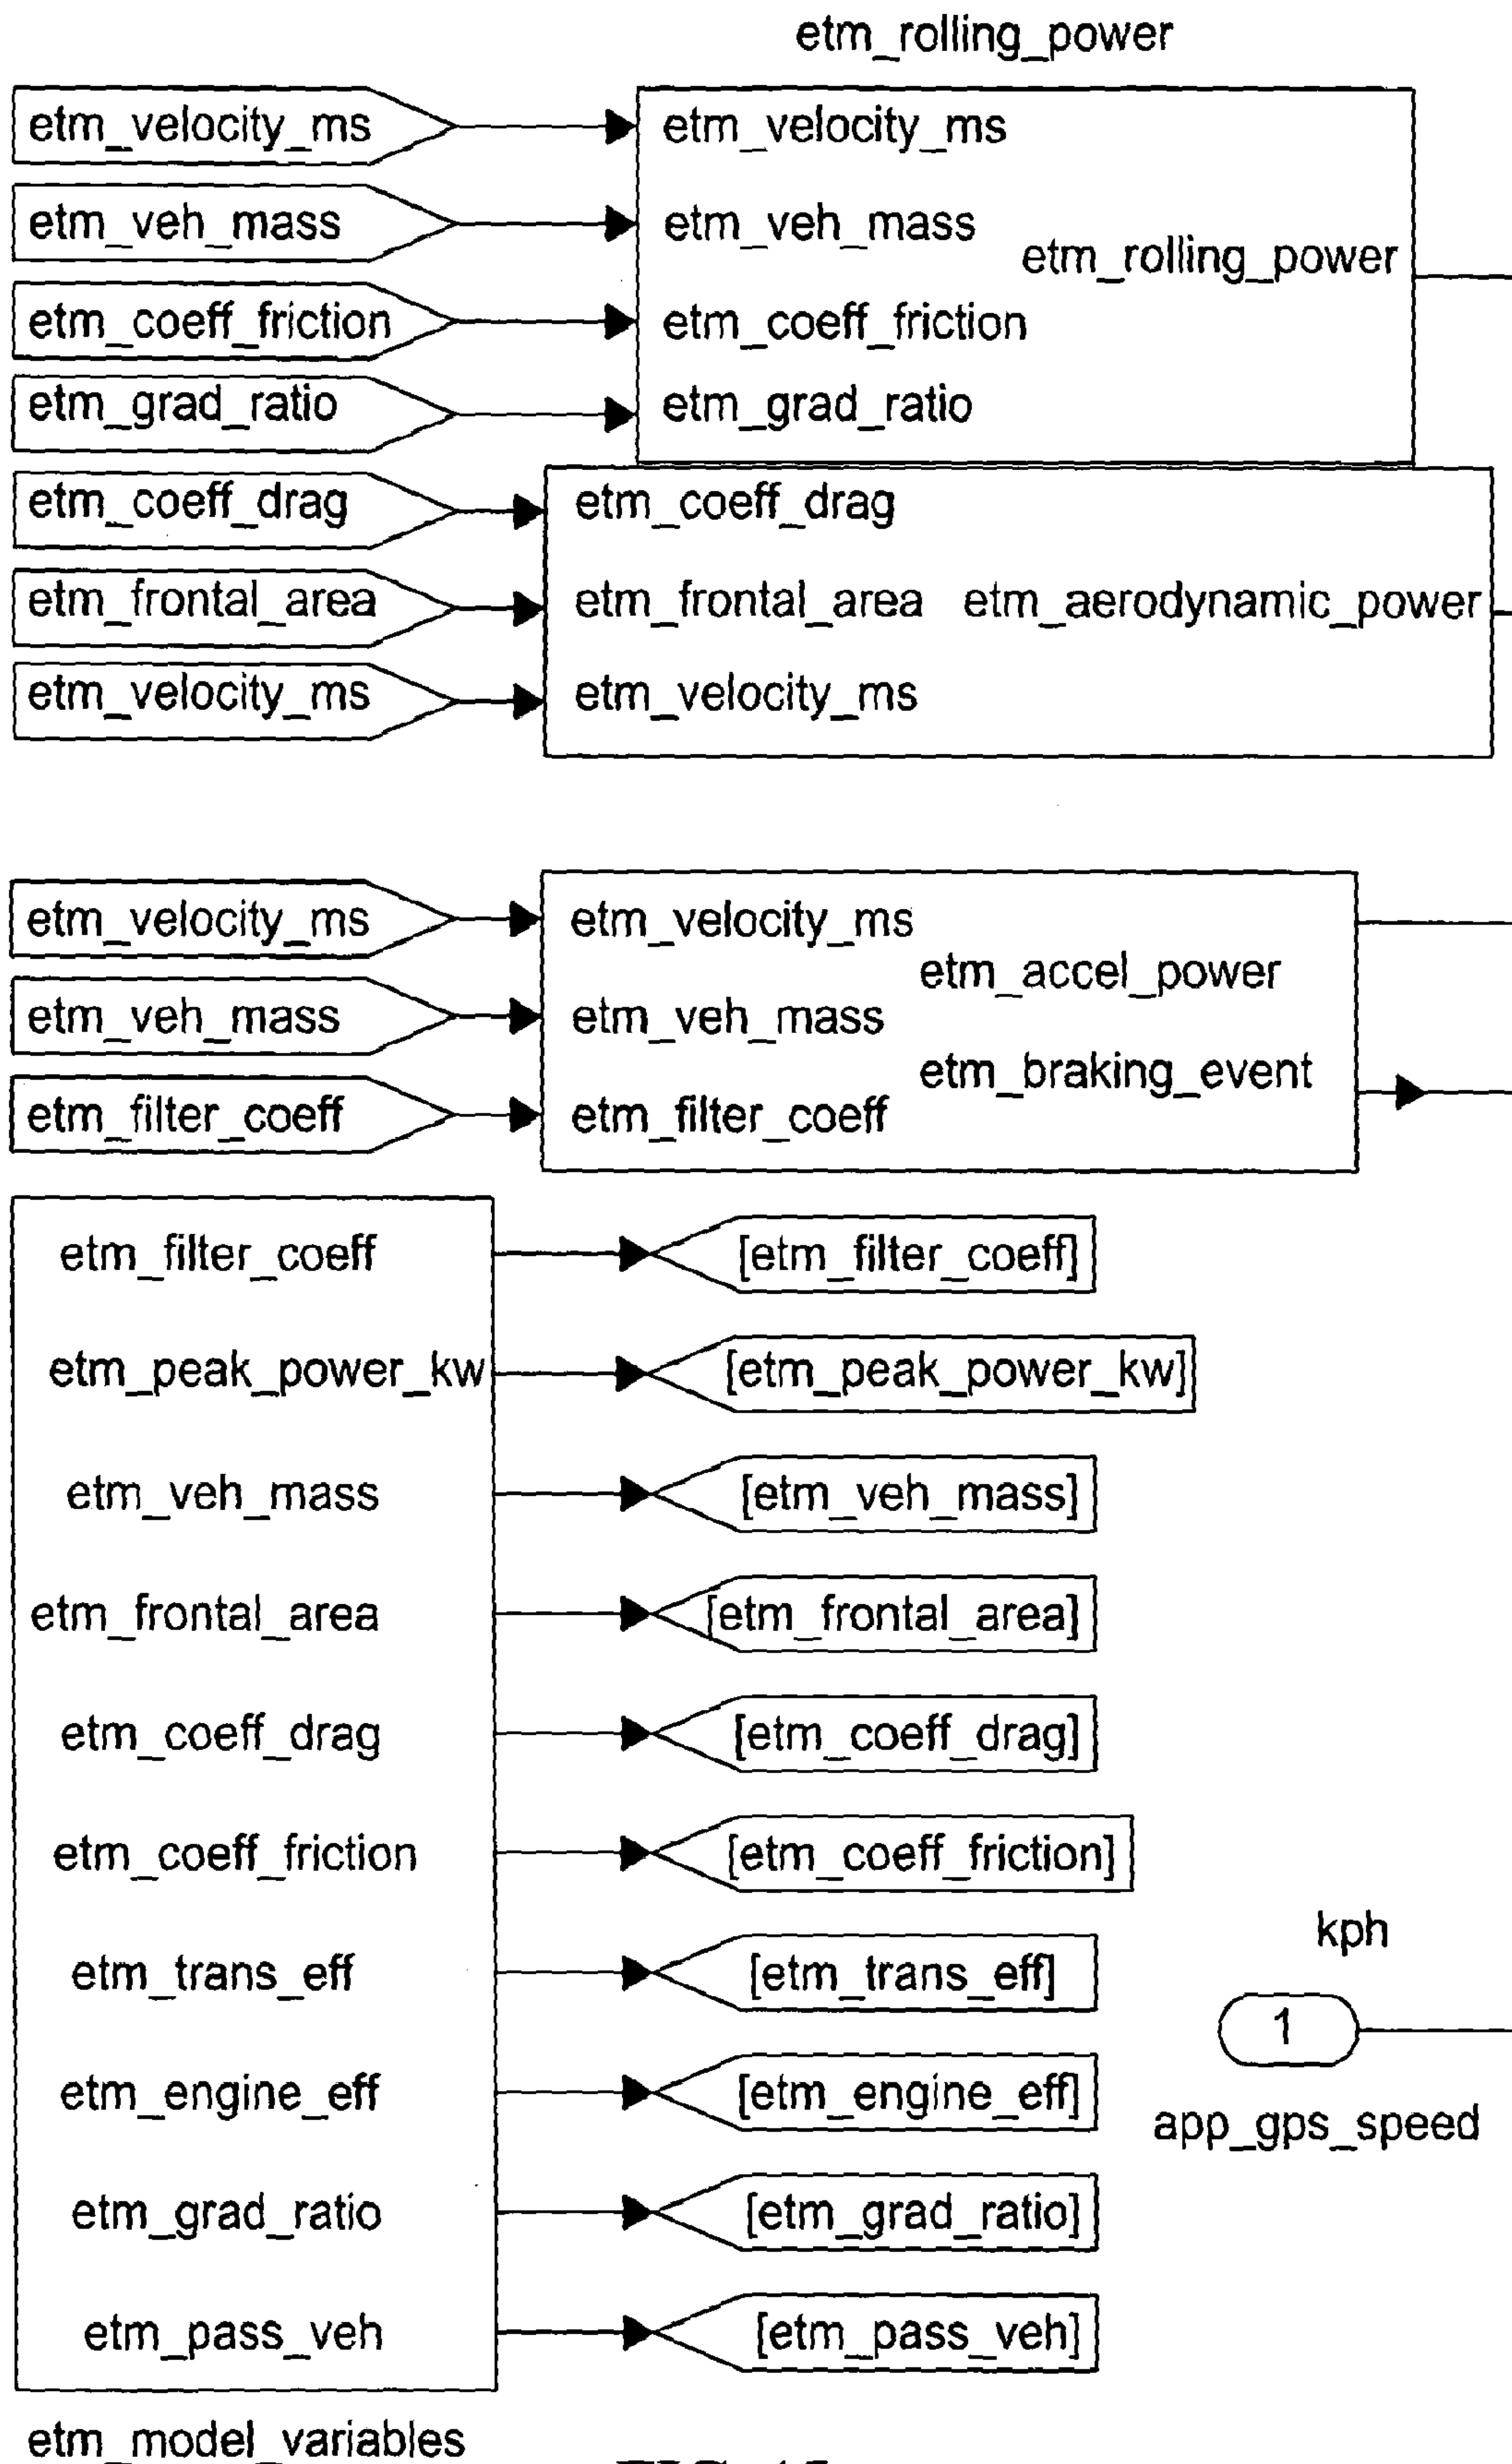 etm_rolling_power
etm_velocity_ms
etm_velocity_ms
etm_veh_mass
etm_veh_mass
etm_rolling_power
etm_coeff_friction
etm_coeff_friction
etm_grad_ratio
etm_grad_ratio
etm_coeff_drag
etm_coeff_drag
etm_frontal_area
etm_frontal_area
etm_aerodynamic_power
etm_velocity_ms
etm_velocity_ms
etm_velocity_ms
etm_velocity_ms
etm_accel_power
etm_veh_mass
etm_veh_mass
etm_braking_event
etm_filter_coeff
etm_filter_coeff
etm_filter_coeff
[etm_filter_coeff]
etm_peak_power_kw
[etm_peak_power_kw]
etm_veh_mass
[etm_veh_mass]
etm_frontal_area
[etm_frontal_area]
etm_coeff_drag
[etm_coeff_drag]
etm_coeff_friction
[etm_coeff_friction]
kph
etm_trans_eff
[etm_trans_eff]
1
etm_engine_eff
[etm_engine_eff]
app_gps_speed
etm_grad_ratio
[etm_grad_ratio]
etm_pass_veh
[etm_pass_veh]
etm_model_variables